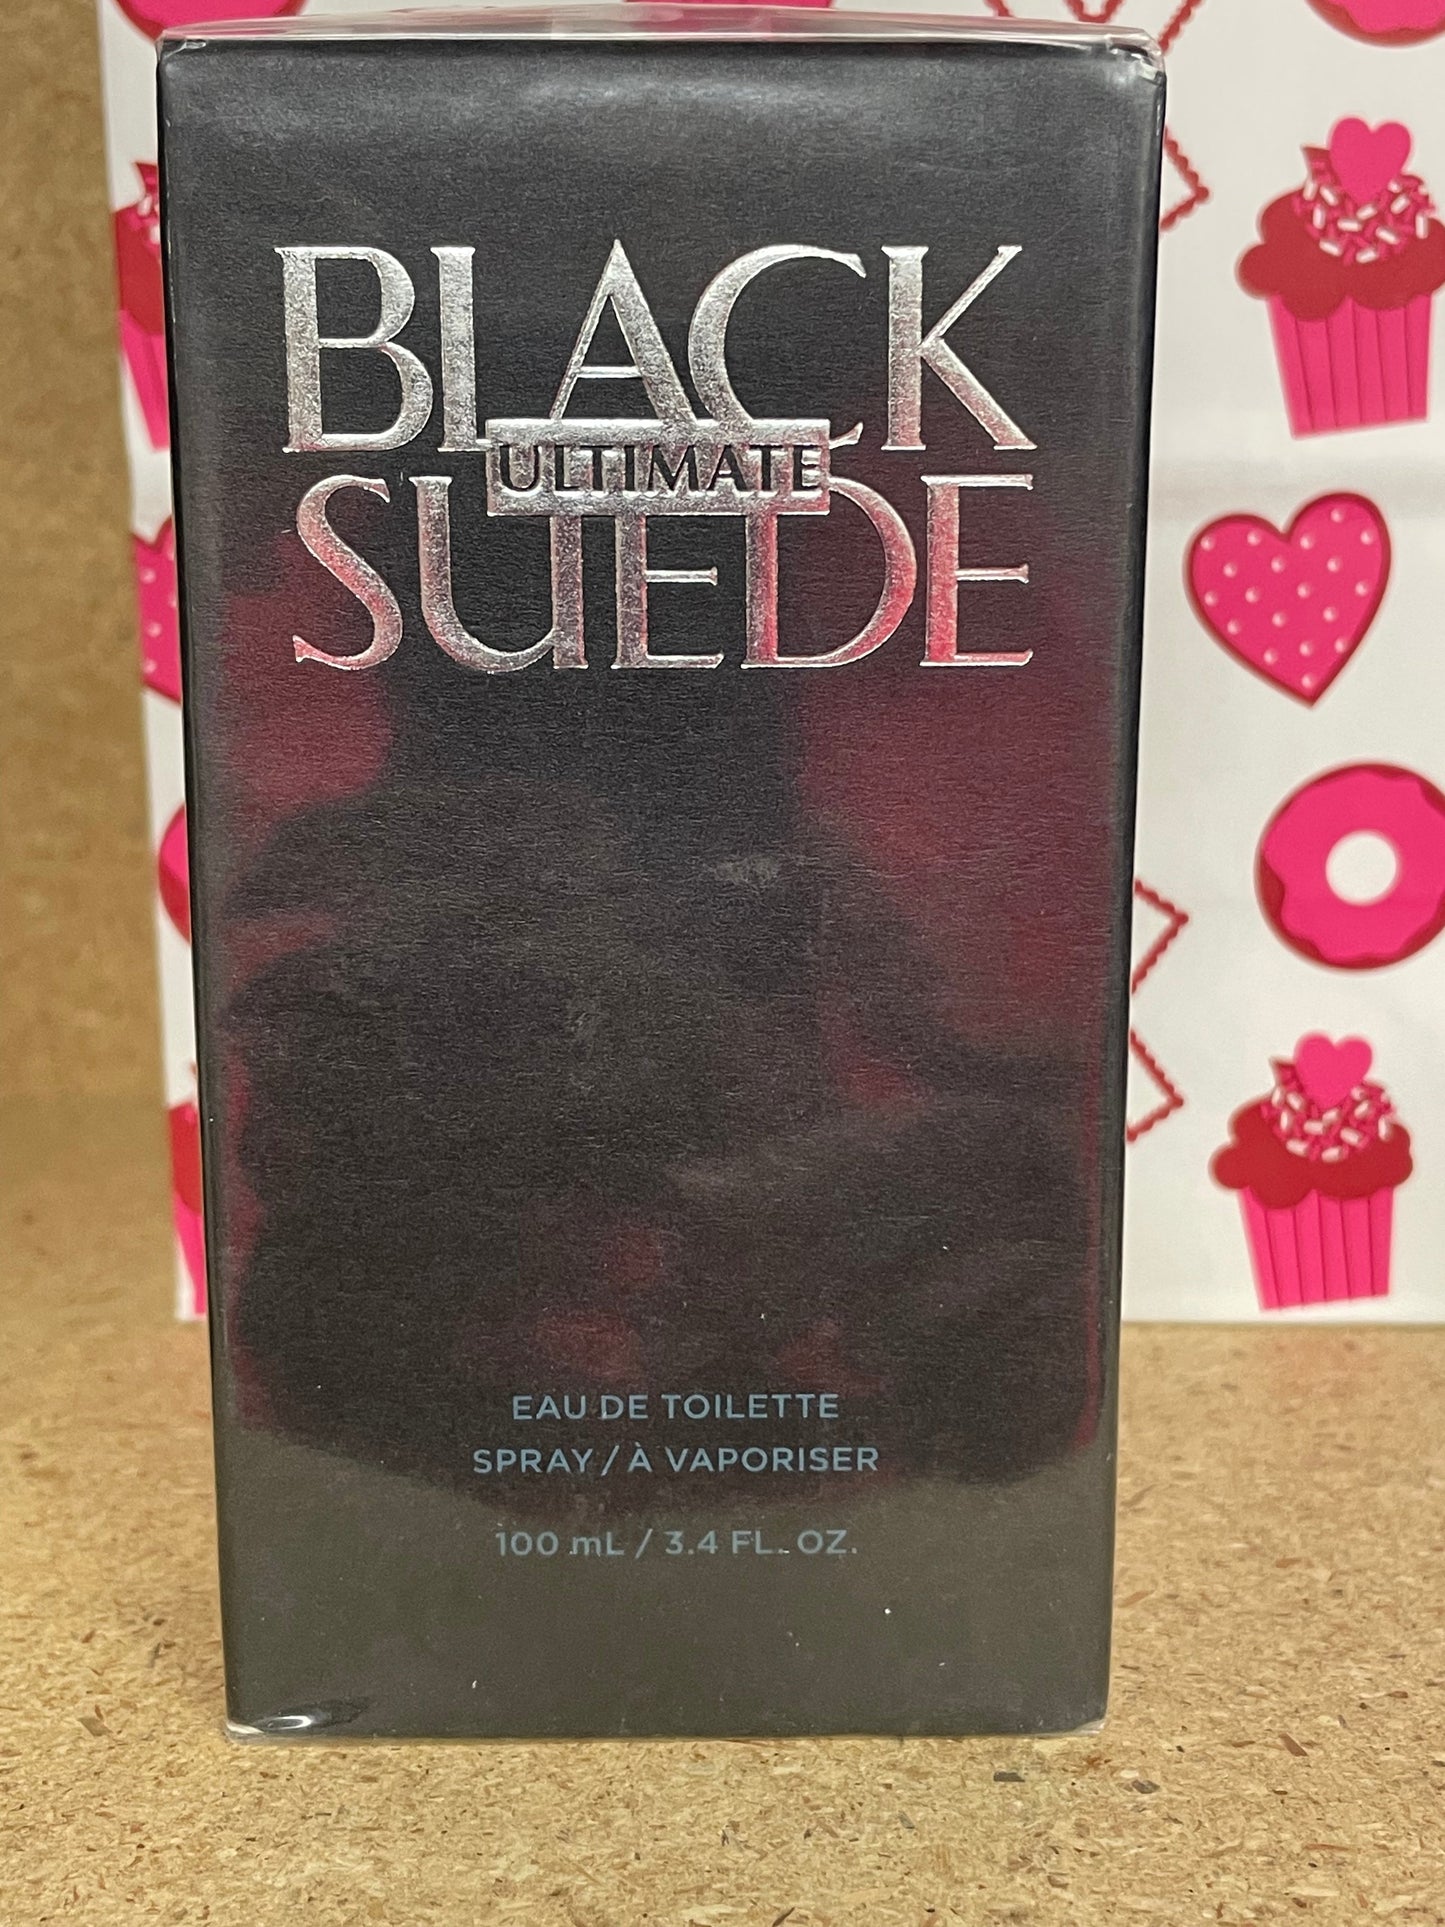 BLACK
ULTIMATE
SUEDE
EAU DE TOILETTE
SPRAY / À VAPORISER
100 mL / 3.4 FL. OZ.